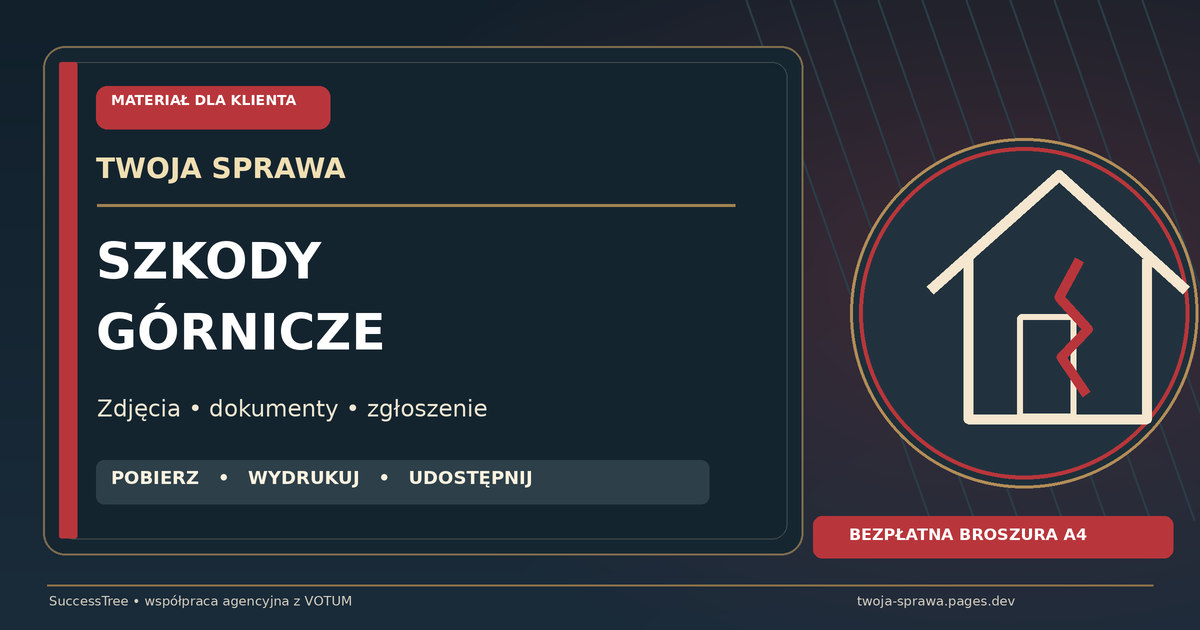 MATERIAŁ DLA KLIENTA
TWOJA SPRAWA
SZKODY
GÓRNICZE
Zdjęcia • dokumenty • zgłoszenie
POBIERZ • WYDRUKUJ • UDOSTĘPNIJ
BEZPŁATNA BROSZURA A4
SuccessTree • współpraca agencyjna z VOTUM
twoja-sprawa.pages.dev